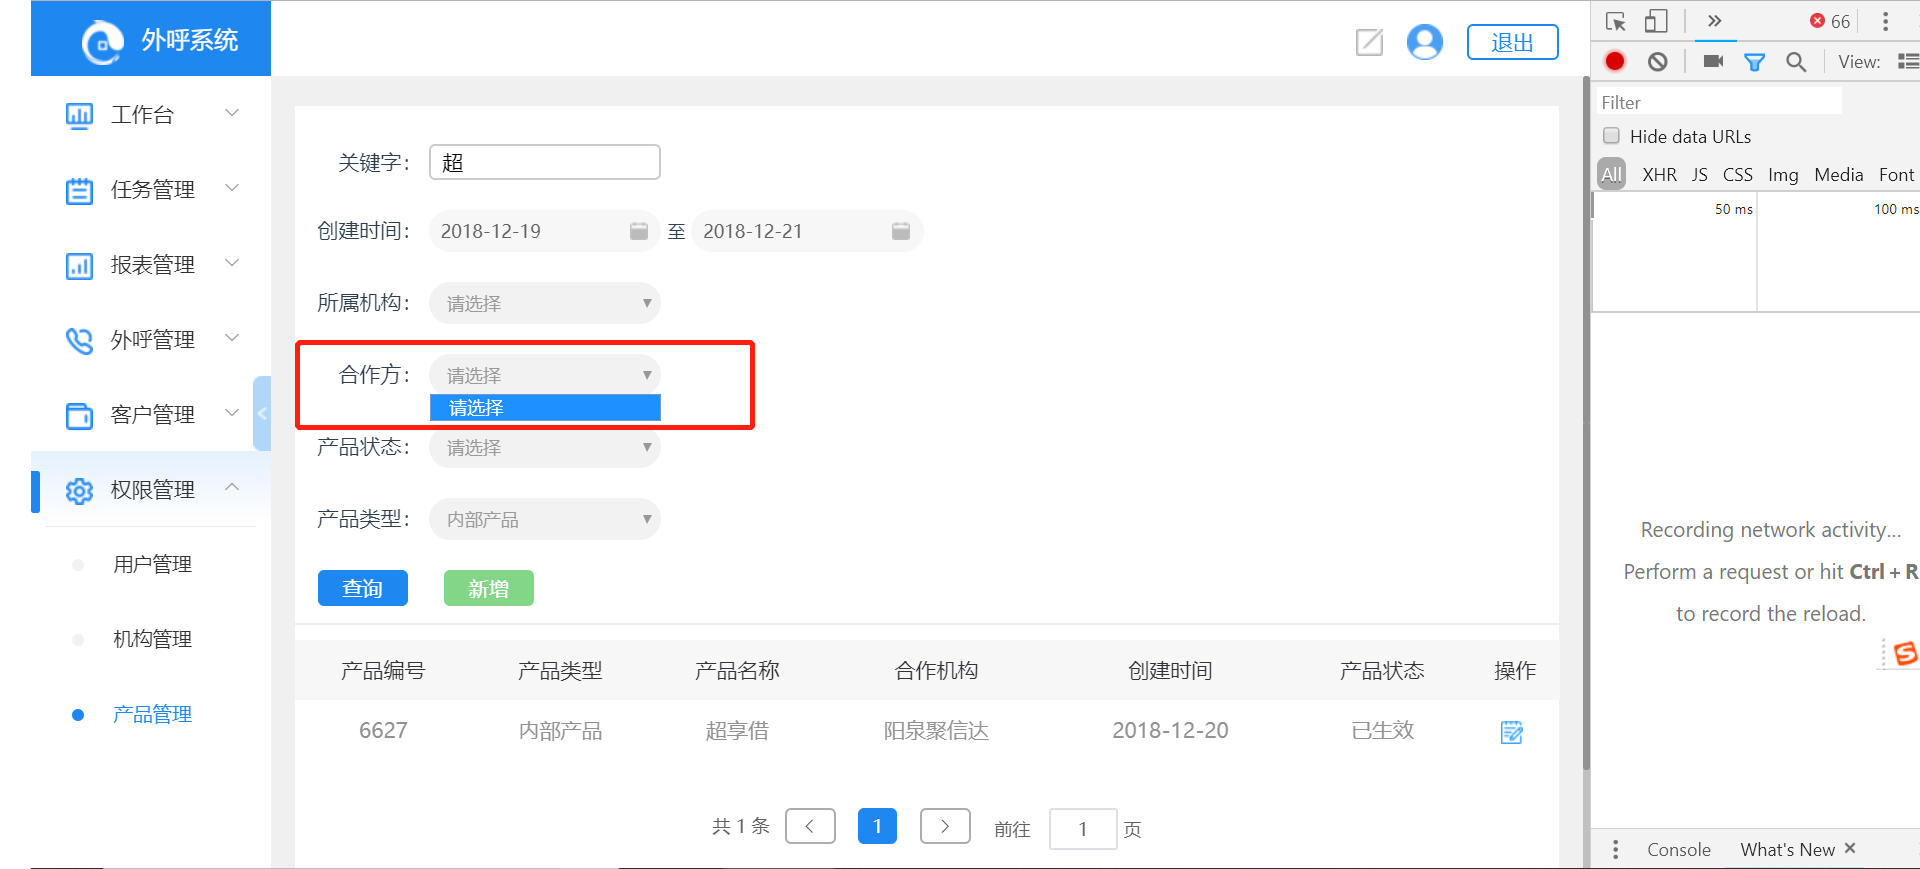 外呼系统
退出
工作台
任务管理
报表管理
外呼管理
客户管理
权限管理
用户管理
机构管理
产品管理
关键字：
超
创建时间：
2018-12-19
至
2018-12-21
所属机构：
请选择
合作方：
请选择
请选择
产品状态：
请选择
产品类型：
内部产品
查询
新增
产品编号 产品类型 产品名称 合作机构 创建时间 产品状态 操作
6627 内部产品 超享借 阳泉聚信达 2018-12-20 已生效
共 1 条
1
前往
1
页
66
View:
Filter
Hide data URLs
All XHR JS CSS Img Media Font
50 ms 100 ms
Recording network activity...
Perform a request or hit Ctrl + R
to record the reload.
Console What's New